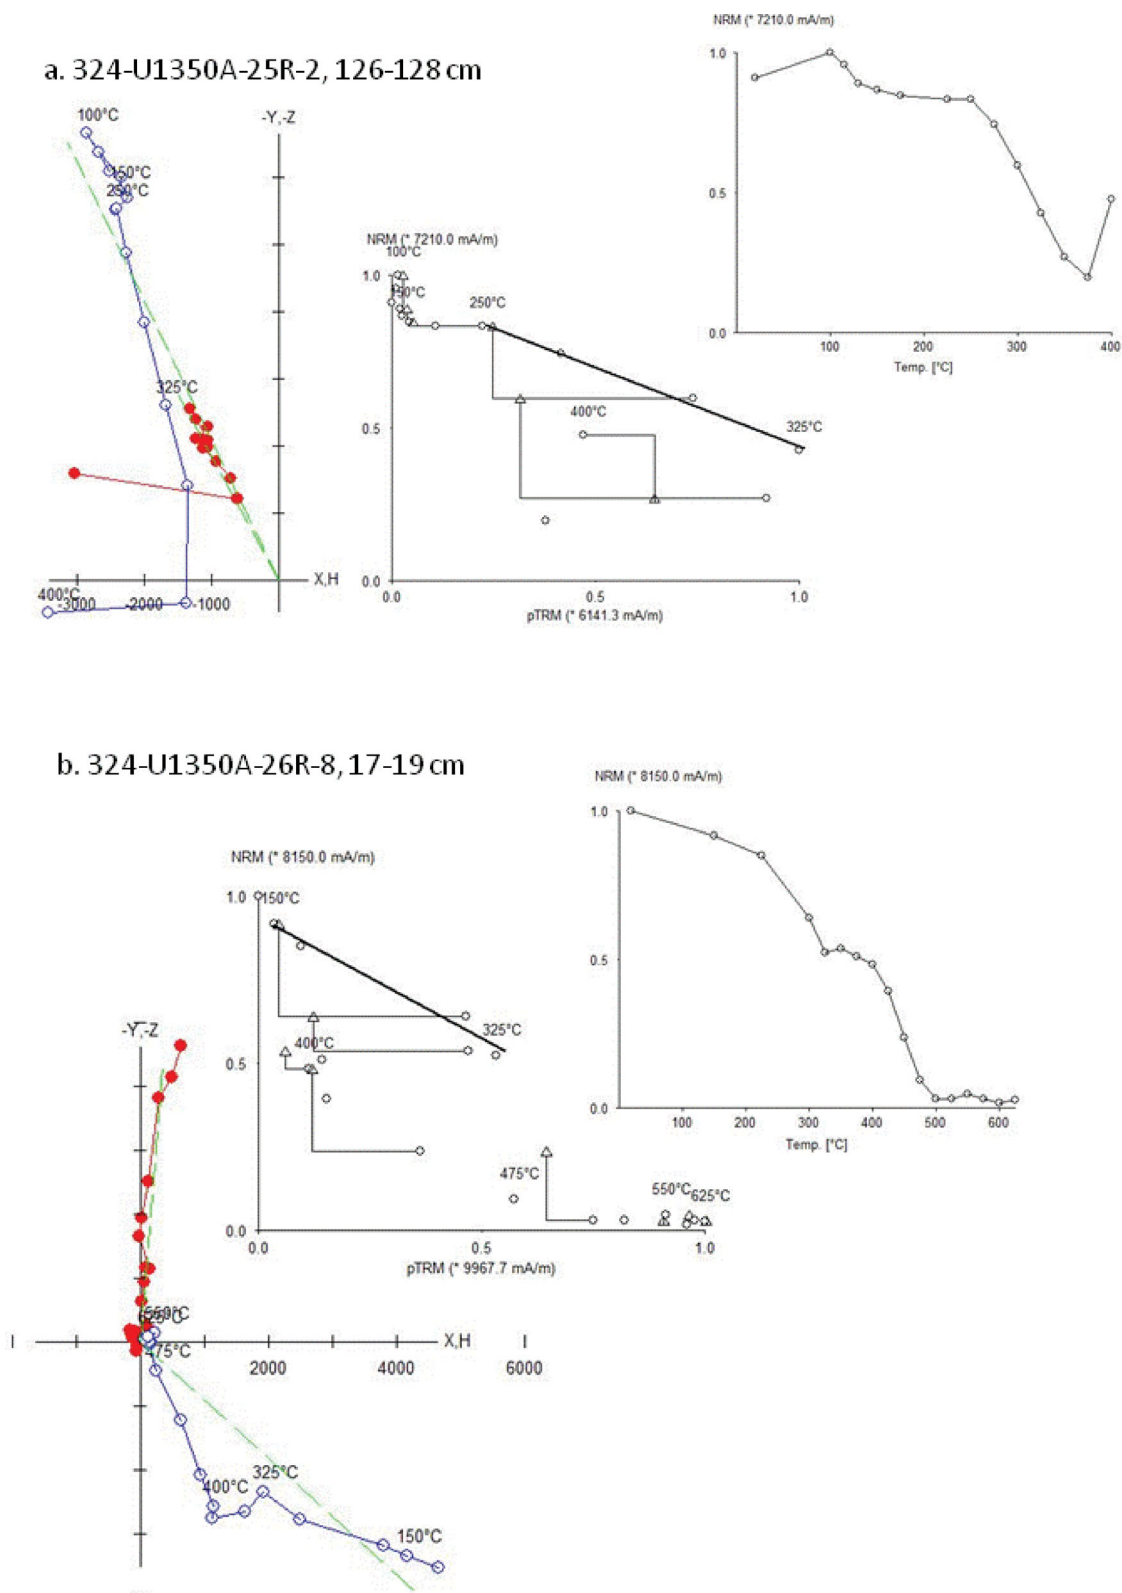 NRM (* 7210.0 mA/m)
a. 324-U1350A-25R-2, 126-128 cm
1.0
0.5
0.0
100
200
300
400
Temp. [°C]
100°C
-Y,-Z
150°C
250°C
325°C
X,H
400°C
-3000
-2000
-1000
NRM (* 7210.0 mA/m)
100°C
1.0
150°C
250°C
400°C
325°C
0.5
0.0
0.0
0.5
1.0
pTRM (* 6141.3 mA/m)
b. 324-U1350A-26R-8, 17-19 cm
NRM (* 8150.0 mA/m)
1.0
0.5
0.0
100
200
300
400
500
600
Temp. [°C]
NRM (* 8150.0 mA/m)
1.0
150°C
325°C
400°C
0.5
475°C
550°C
625°C
0.0
0.0
0.5
1.0
pTRM (* 9967.7 mA/m)
-Y,-Z
550°C
625°C
475°C
X,H
2000
4000
6000
325°C
400°C
150°C